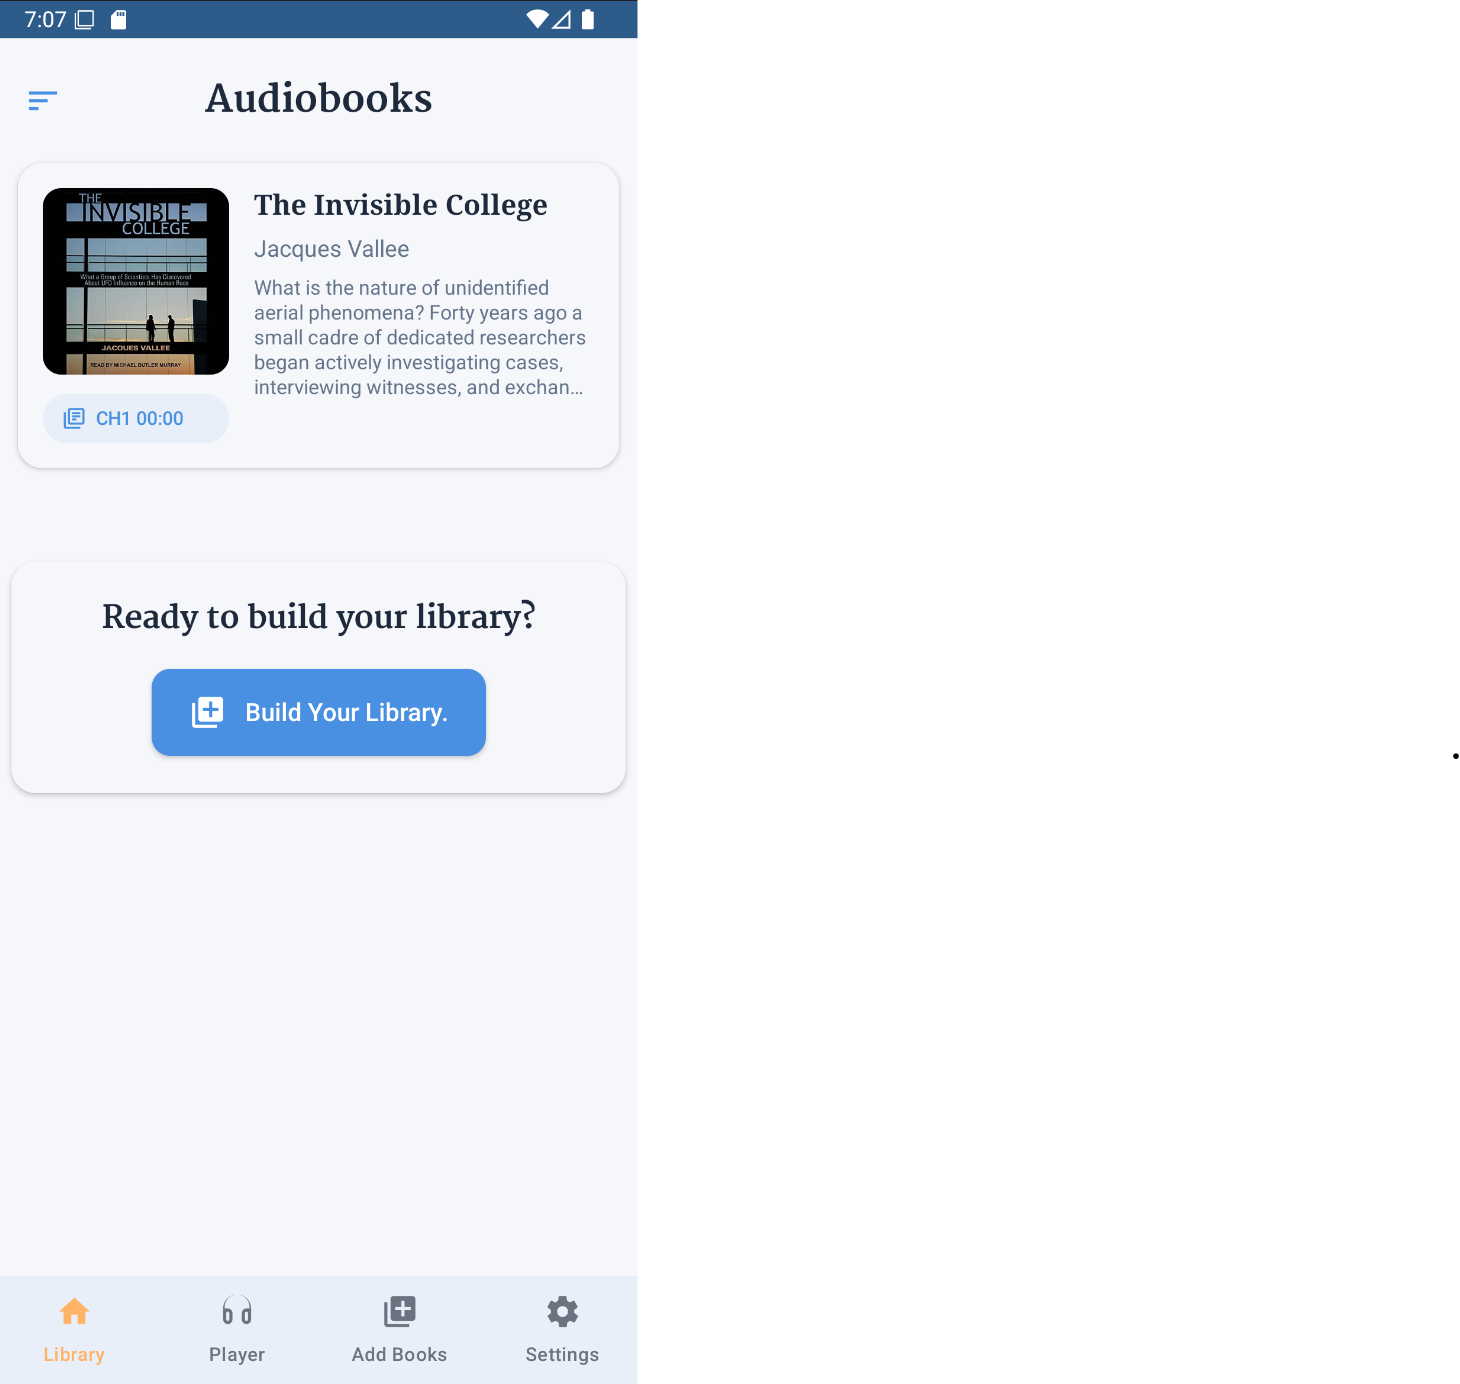 7:07
Audiobooks
THE
INVISIBLE
COLLEGE
What a Group of Scientists Has Discovered
About UFO Influence on the Human Race
JACQUES VALLEE
READ BY MICHAEL BUTLER MURRAY
The Invisible College
Jacques Vallee
What is the nature of unidentified
aerial phenomena? Forty years ago a
small cadre of dedicated researchers
began actively investigating cases,
interviewing witnesses, and exchan...
CH1 00:00
Ready to build your library?
Build Your Library.
Library
Player
Add Books
Settings